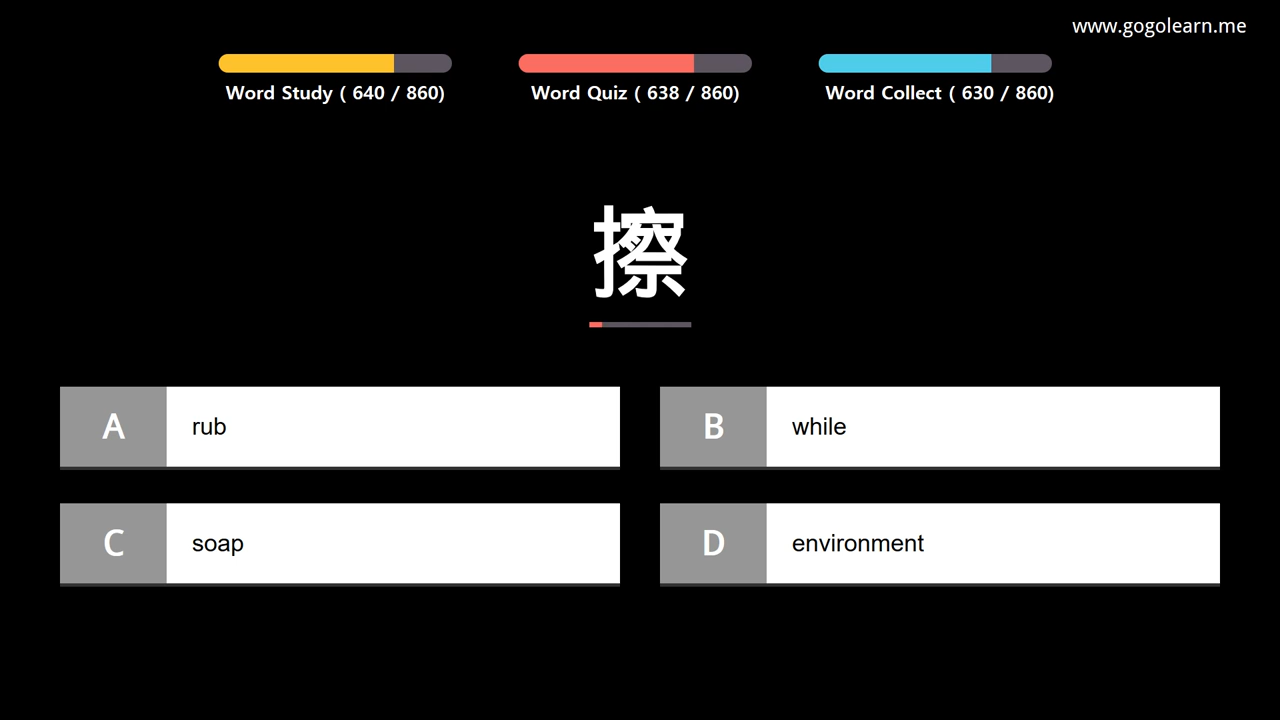 www.gogolearn.me
Word Study ( 640 / 860)
Word Quiz ( 638 / 860)
Word Collect ( 630 / 860)
擦
A rub
B while
C soap
D environment